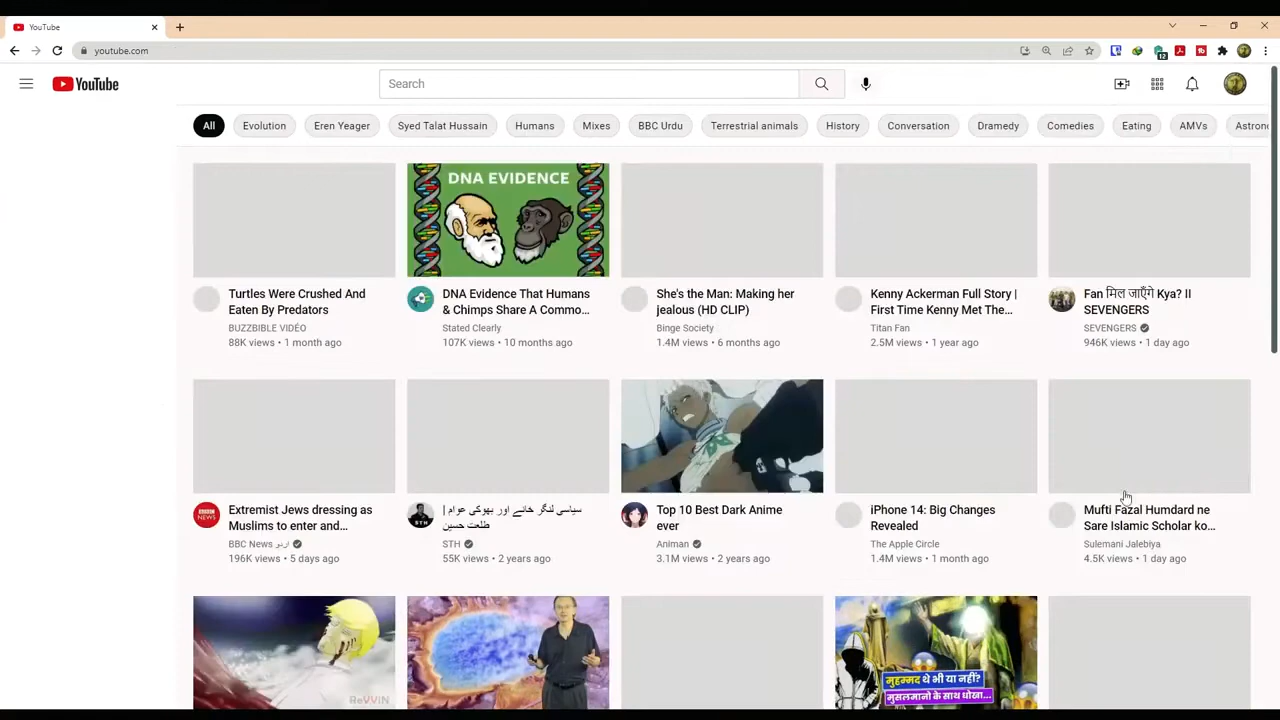 YouTube
youtube.com
12
YouTube
Search
All
Evolution
Eren Yeager
Syed Talat Hussain
Humans
Mixes
BBC Urdu
Terrestrial animals
History
Conversation
Dramedy
Comedies
Eating
AMVs
Astrono
DNA EVIDENCE
Turtles Were Crushed And
Eaten By Predators
BUZZBIBLE VIDÉO
88K views • 1 month ago
DNA Evidence That Humans
& Chimps Share A Commo...
Stated Clearly
107K views • 10 months ago
She's the Man: Making her
jealous (HD CLIP)
Binge Society
1.4M views • 6 months ago
Kenny Ackerman Full Story |
First Time Kenny Met The...
Titan Fan
2.5M views • 1 year ago
Fan मिल जाएँगे Kya? II
SEVENGERS
SEVENGERS
946K views • 1 day ago
Extremist Jews dressing as
Muslims to enter and...
BBC News اردو
196K views • 5 days ago
سیاسی لنگر خانے اور بھوکی عوام |
طلعت حسین
STH
55K views • 2 years ago
Top 10 Best Dark Anime
ever
Animan
3.1M views • 2 years ago
iPhone 14: Big Changes
Revealed
The Apple Circle
1.4M views • 1 month ago
Mufti Fazal Humdard ne
Sare Islamic Scholar ko...
Sulemani Jalebiya
4.5K views • 1 day ago
BBC
NEWS
STH
ReVViN
मुहम्मद थे भी या नहीं?
मुसलमानो के साथ धोखा...